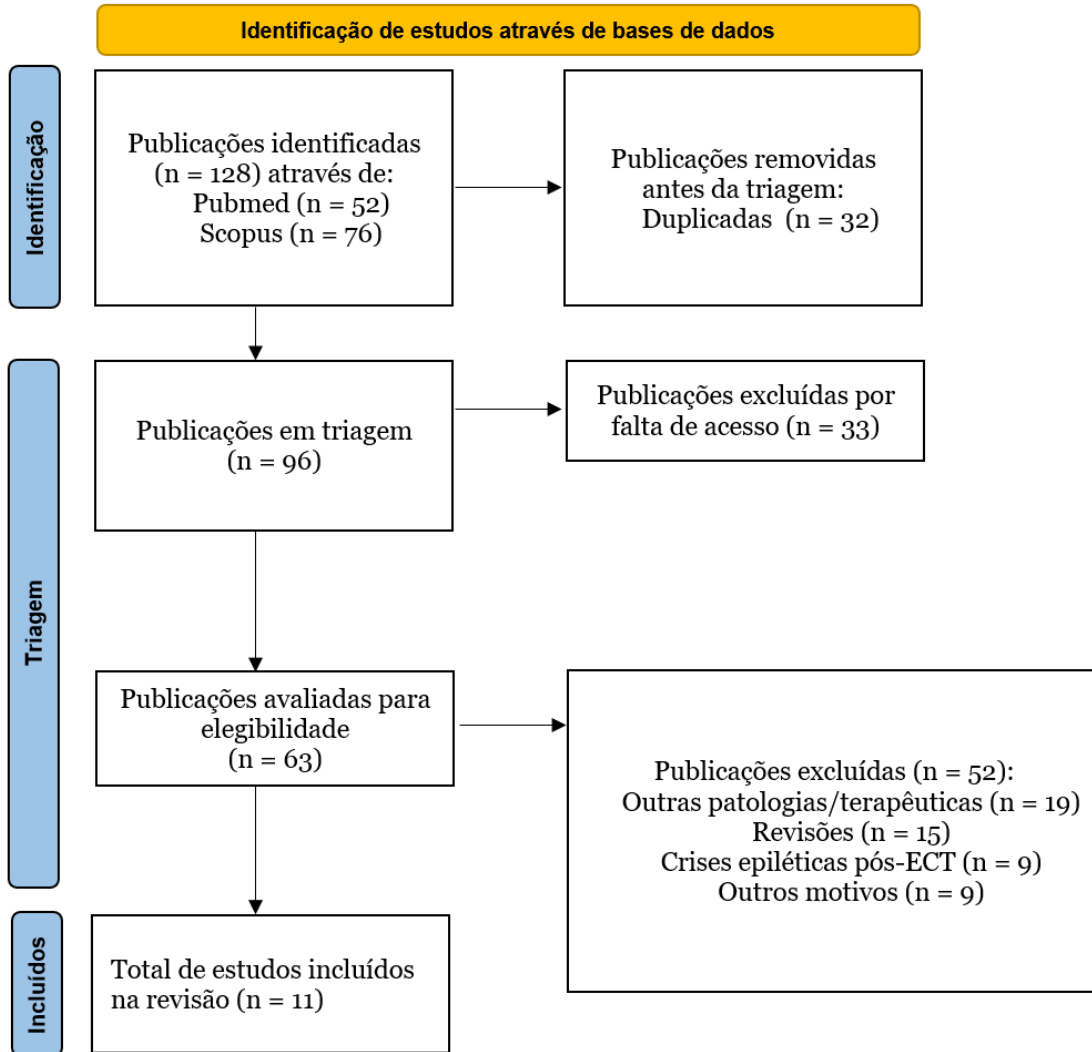 Identificação de estudos através de bases de dados
Identificação
Publicações identificadas
(n = 128) através de:
Pubmed (n = 52)
Scopus (n = 76)
Publicações removidas
antes da triagem:
Duplicadas (n = 32)
Triagem
Publicações em triagem
(n = 96)
Publicações excluídas por
falta de acesso (n = 33)
Publicações avaliadas para
elegibilidade
(n = 63)
Publicações excluídas (n = 52):
Outras patologias/terapêuticas (n = 19)
Revisões (n = 15)
Crises epiléticas pós-ECT (n = 9)
Outros motivos (n = 9)
Incluídos
Total de estudos incluídos
na revisão (n = 11)